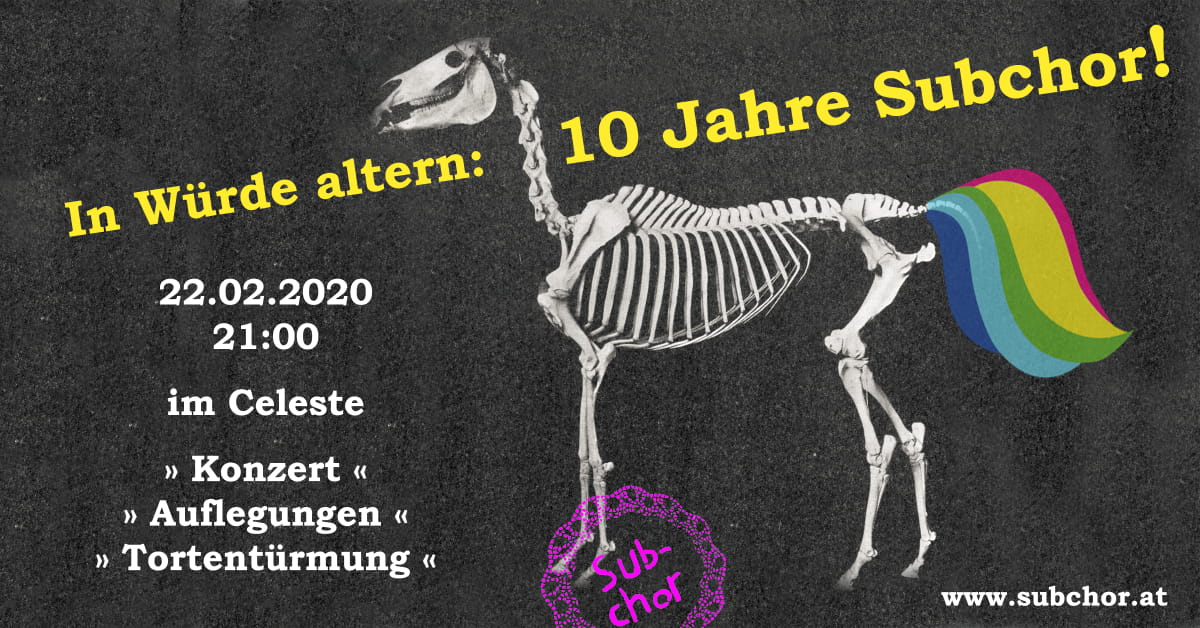 In Würde altern: 10 Jahre Subchor!
22.02.2020
21:00
im Celeste
» Konzert «
» Auflegungen «
» Tortentürmung «
Sub-
chor
www.subchor.at